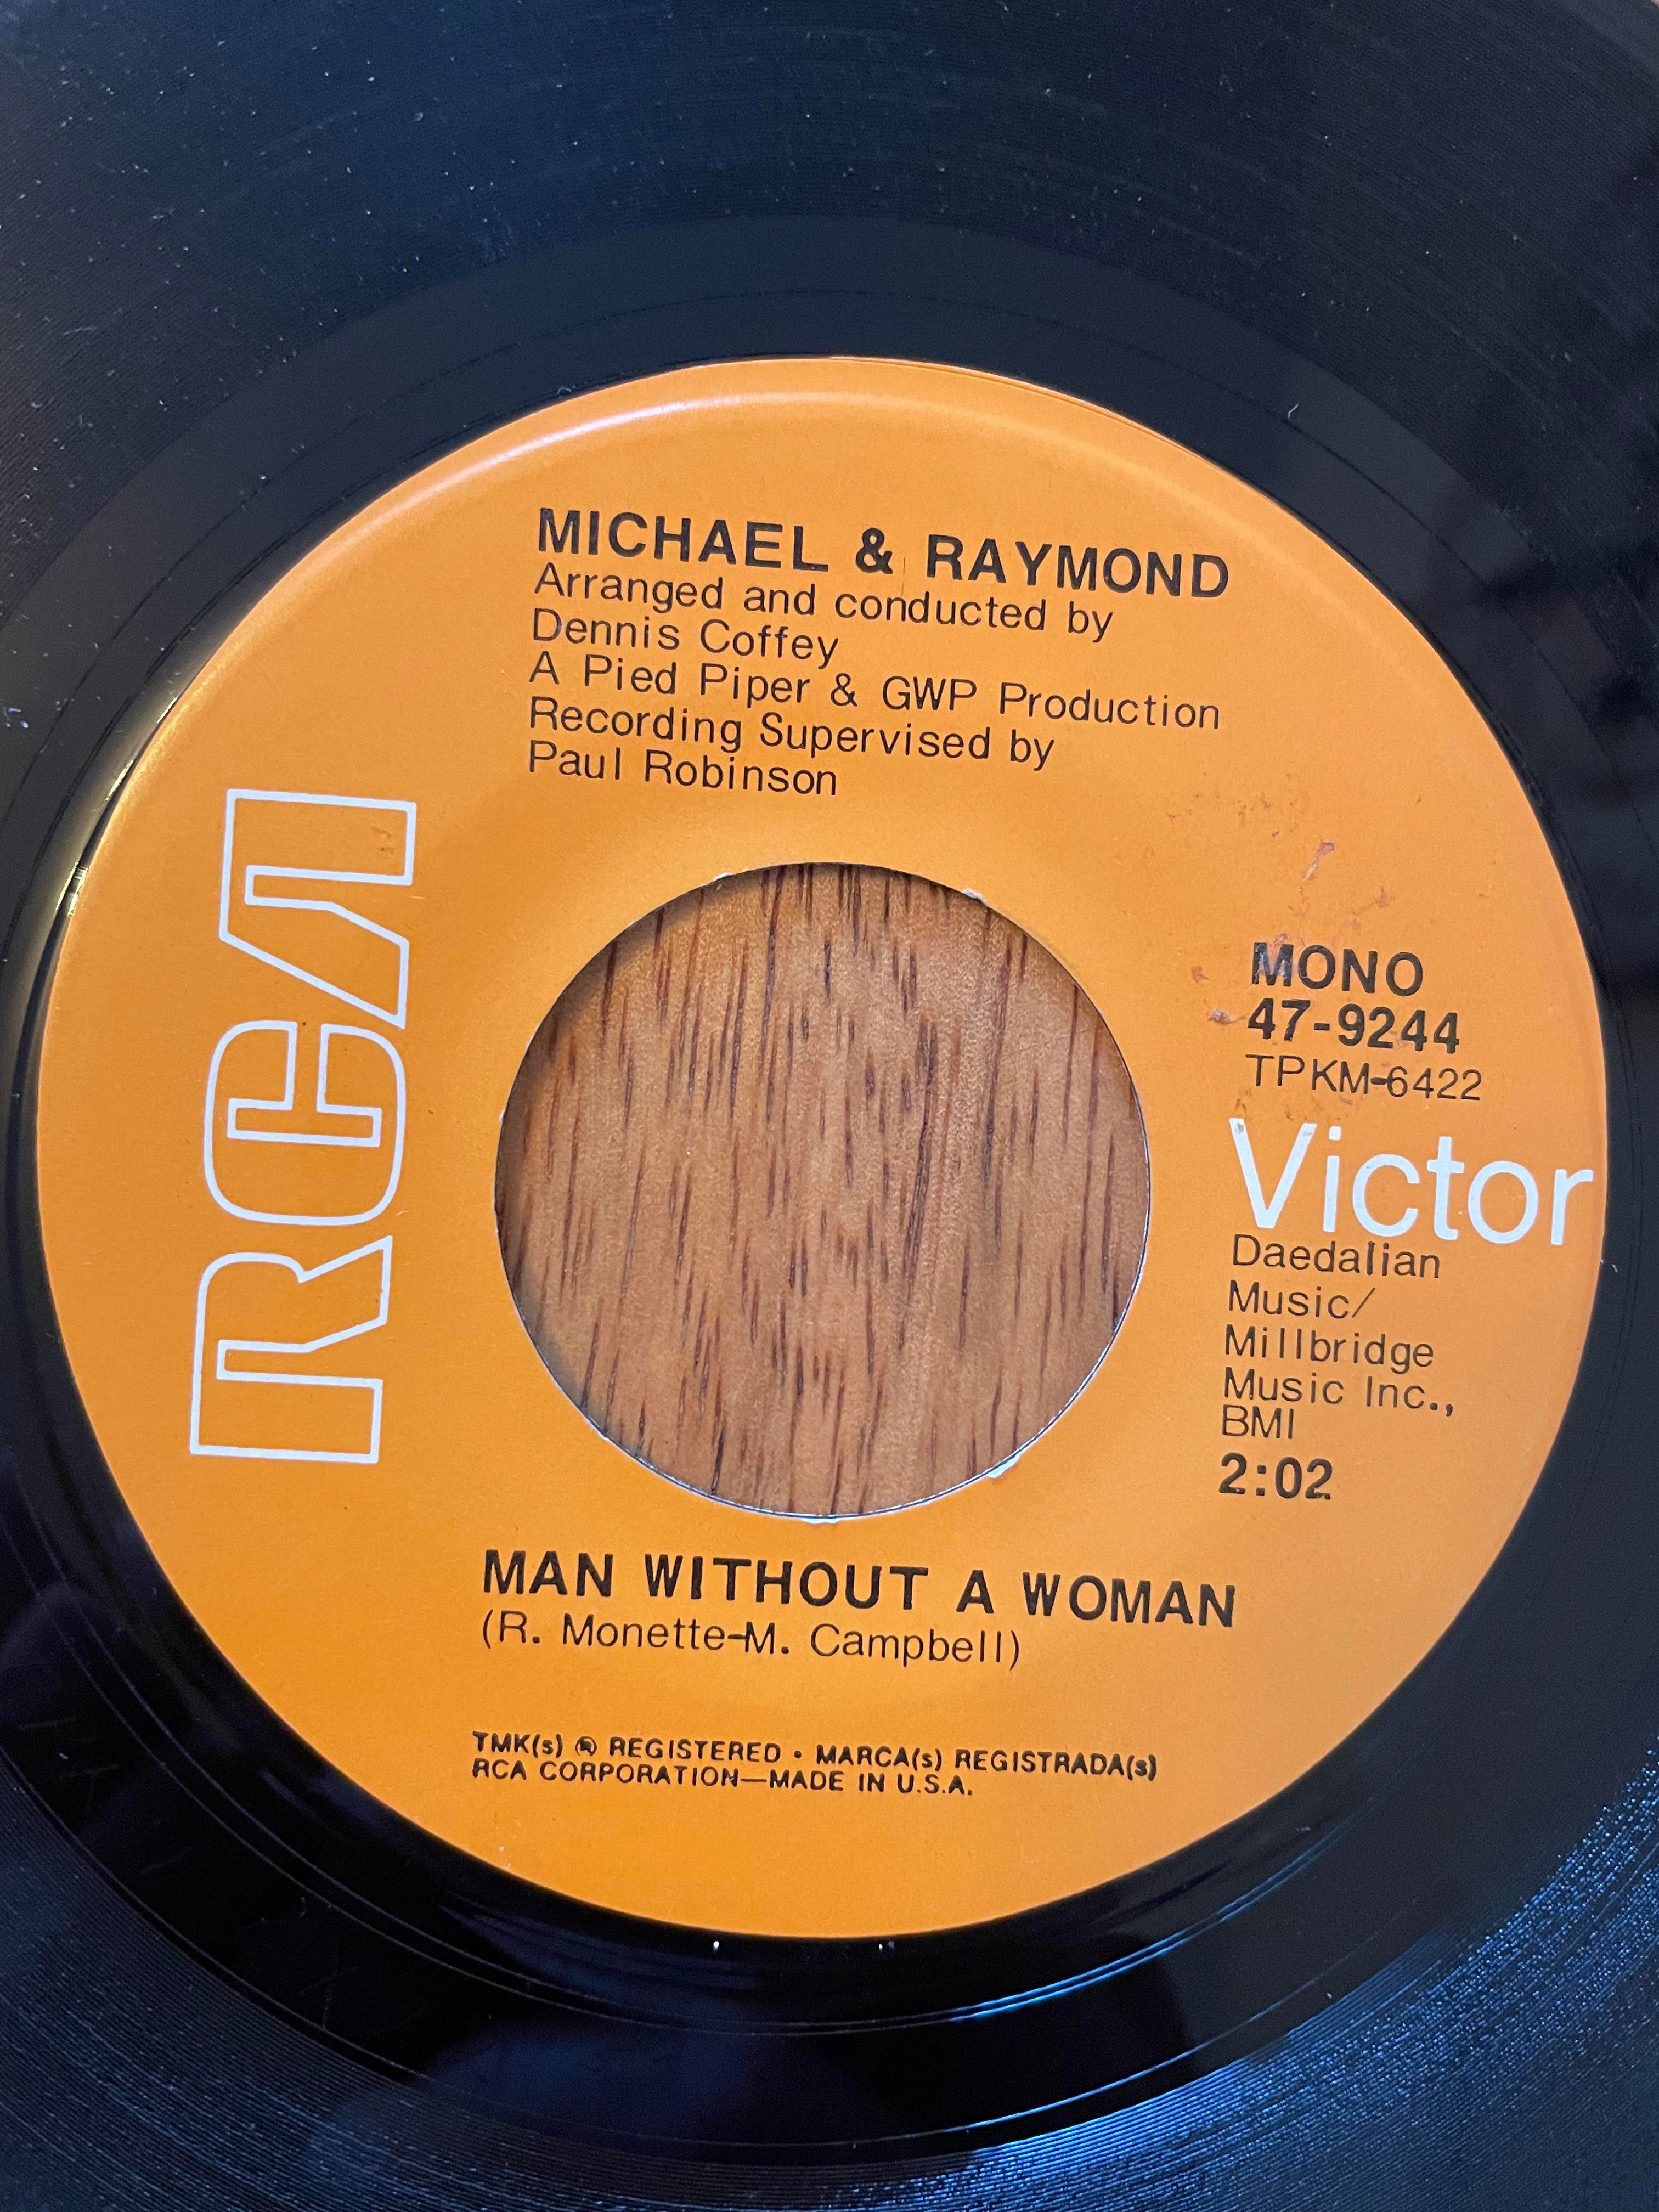 MICHAEL & RAYMOND
Arranged and conducted by
Dennis Coffey
A Pied Piper & GWP Production
Recording Supervised by
Paul Robinson
RCA
MONO
47-9244
TPKM-6422
Victor
Daedalian
Music/
Millbridge
Music Inc.,
BMI
2:02
MAN WITHOUT A WOMAN
(R. Monette-M. Campbell)
TMK(s) ® REGISTERED • MARCA(s) REGISTRADA(s)
RCA CORPORATION—MADE IN U.S.A.